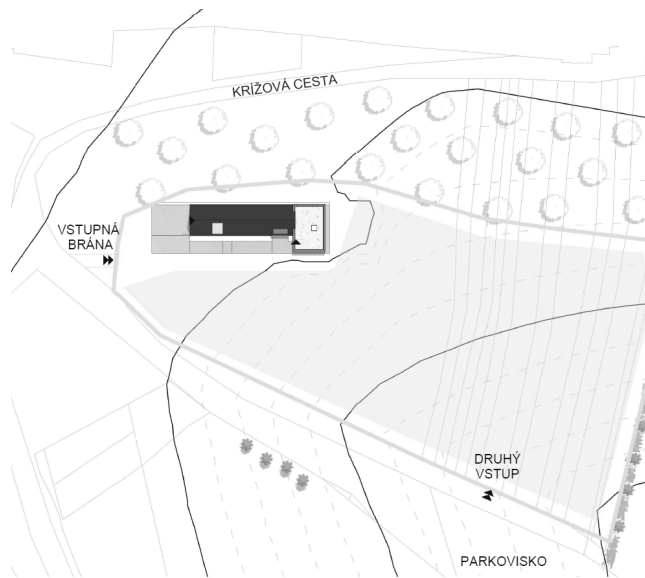 KRÍŽOVÁ CESTA
VSTUPNÁ
BRÁNA
DRUHÝ
VSTUP
PARKOVISKO